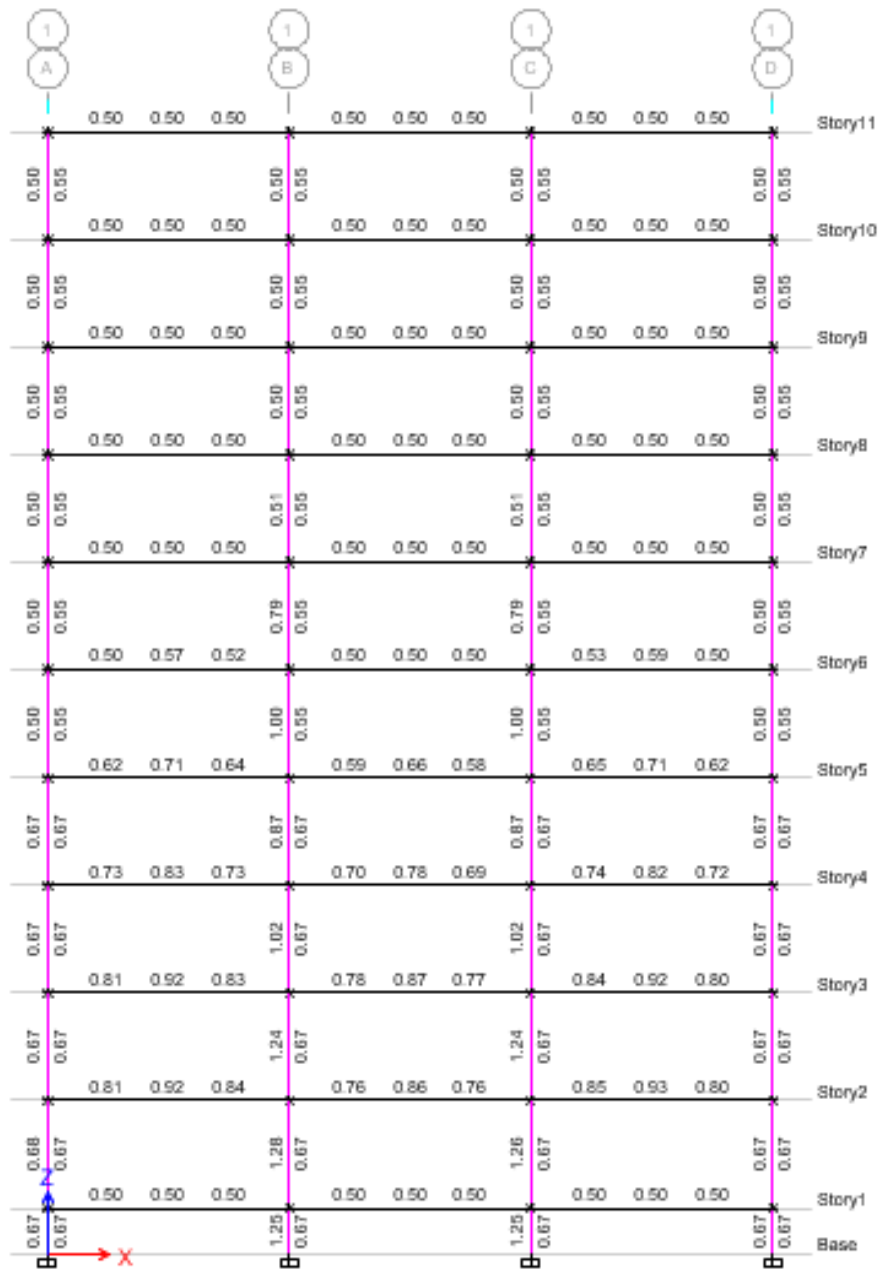 1 1 1 1
A B C D
0.50 0.50 0.50 0.50 0.50 0.50 0.50 0.50 0.50 Story11
0.50 0.55 0.50 0.55 0.50 0.55 0.50 0.55
0.50 0.50 0.50 0.50 0.50 0.50 0.50 0.50 0.50 Story10
0.50 0.55 0.50 0.55 0.50 0.55 0.50 0.55
0.50 0.50 0.50 0.50 0.50 0.50 0.50 0.50 0.50 Story9
0.50 0.55 0.50 0.55 0.50 0.55 0.50 0.55
0.50 0.50 0.50 0.50 0.50 0.50 0.50 0.50 0.50 Story8
0.50 0.55 0.51 0.55 0.51 0.55 0.50 0.55
0.50 0.50 0.50 0.50 0.50 0.50 0.50 0.50 0.50 Story7
0.50 0.55 0.79 0.55 0.79 0.55 0.50 0.55
0.50 0.57 0.52 0.50 0.50 0.50 0.53 0.59 0.50 Story6
0.50 0.55 1.00 0.55 1.00 0.55 0.50 0.55
0.62 0.71 0.64 0.59 0.66 0.58 0.65 0.71 0.62 Story5
0.67 0.67 0.87 0.67 0.87 0.67 0.67 0.67
0.73 0.83 0.73 0.70 0.78 0.69 0.74 0.82 0.72 Story4
0.67 0.67 1.02 0.67 1.02 0.67 0.67 0.67
0.81 0.92 0.83 0.78 0.87 0.77 0.84 0.92 0.80 Story3
0.67 0.67 1.24 0.67 1.24 0.67 0.67 0.67
0.81 0.92 0.84 0.76 0.86 0.76 0.85 0.93 0.80 Story2
0.68 0.67 1.28 0.67 1.26 0.67 0.67 0.67
Z
0.50 0.50 0.50 0.50 0.50 0.50 0.50 0.50 0.50 Story1
0.67 0.67 1.25 0.67 1.25 0.67 0.67 0.67
X Base